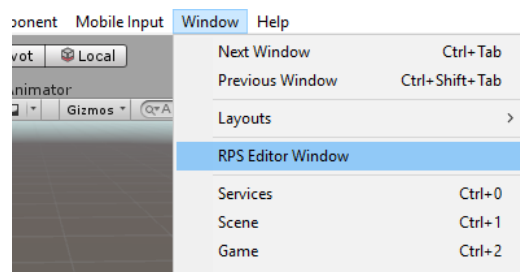 ponent Mobile Input Window Help
vot Local
Animator
Gizmos
Next Window Ctrl+Tab
Previous Window Ctrl+Shift+Tab
Layouts >
RPS Editor Window
Services Ctrl+0
Scene Ctrl+1
Game Ctrl+2